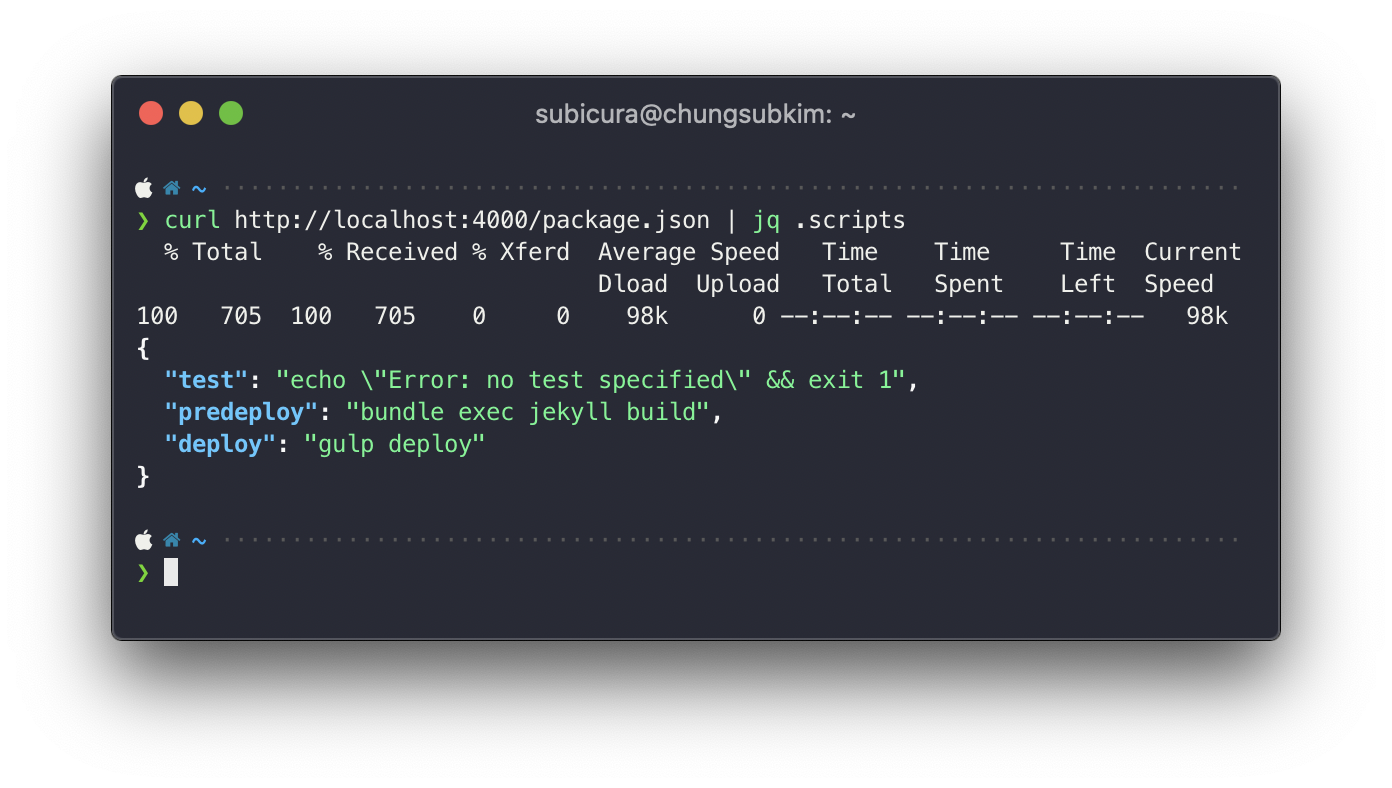 subicura@chungsubkim: ~
~
❯ curl http://localhost:4000/package.json | jq .scripts
  % Total    % Received % Xferd  Average Speed   Time    Time     Time  Current
                                 Dload  Upload   Total   Spent    Left  Speed
100   705  100   705    0     0    98k      0 --:--:-- --:--:-- --:--:--   98k
{
  "test": "echo \"Error: no test specified\" && exit 1",
  "predeploy": "bundle exec jekyll build",
  "deploy": "gulp deploy"
}
~
❯